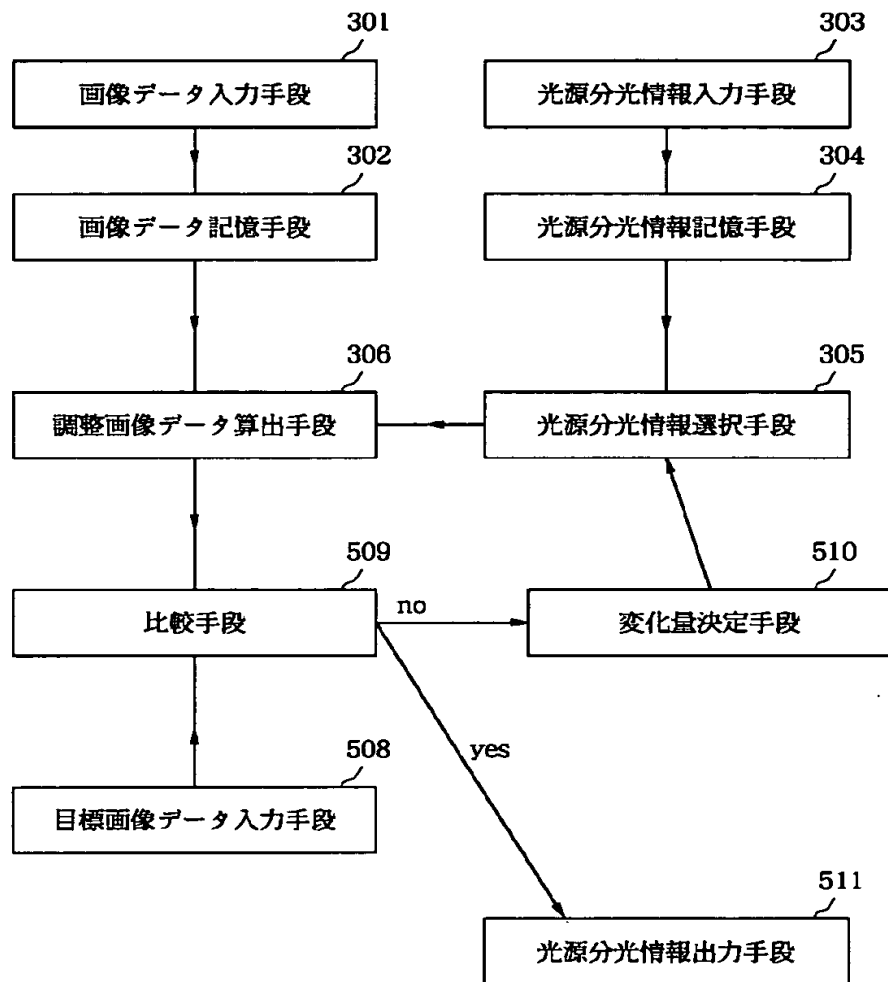 301
画像データ入力手段
303
光源分光情報入力手段
302
画像データ記憶手段
304
光源分光情報記憶手段
306
調整画像データ算出手段
305
光源分光情報選択手段
509
比較手段
no
510
変化量決定手段
yes
508
目標画像データ入力手段
511
光源分光情報出力手段